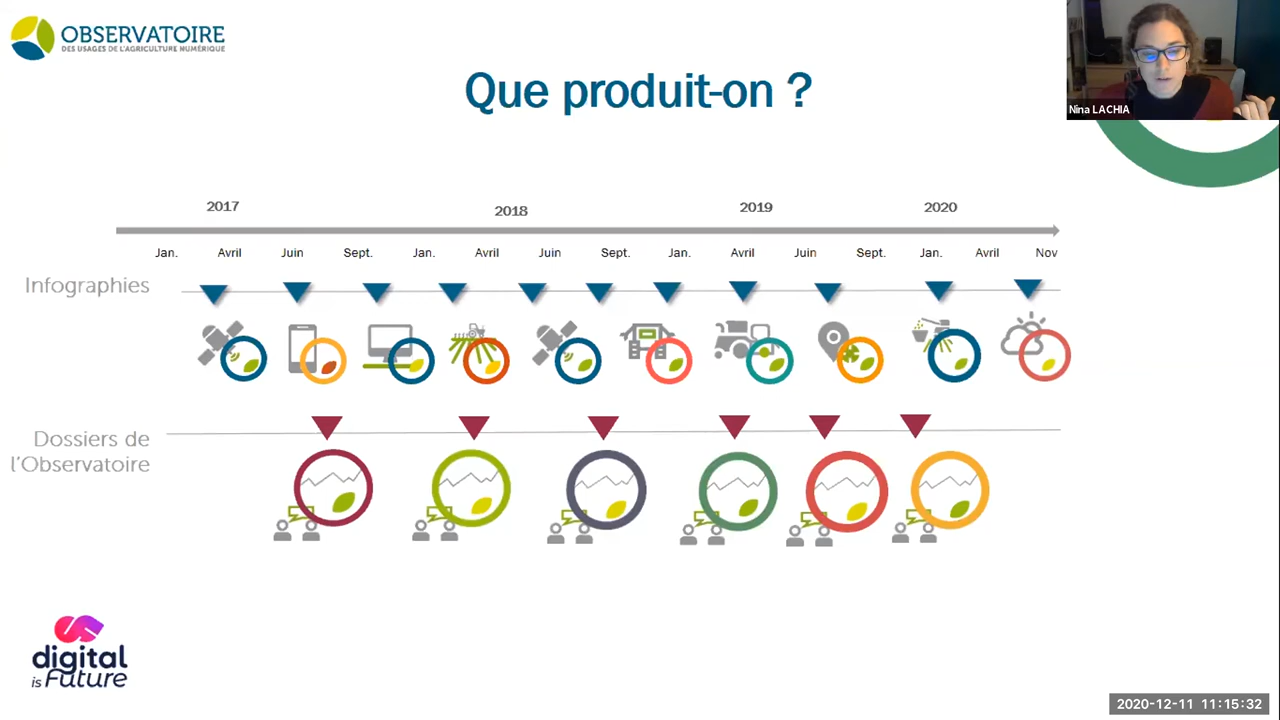 OBSERVATOIRE
DES USAGES DE L'AGRICULTURE NUMÉRIQUE
Que produit-on ?
Nina LACHIA
2017
2018
2019
2020
Jan. Avril Juin Sept. Jan. Avril Juin Sept. Jan. Avril Juin Sept. Jan. Avril Nov
Infographies
Dossiers de
l'Observatoire
digital
is Future
2020-12-11 11:15:32